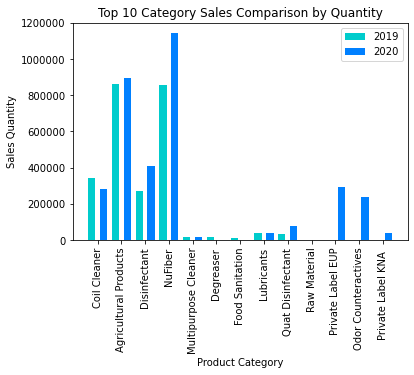 Top 10 Category Sales Comparison by Quantity
2019
2020
1200000
1000000
800000
600000
400000
200000
0
Sales Quantity
Coil Cleaner
Agricultural Products
Disinfectant
NuFiber
Multipurpose Cleaner
Degreaser
Food Sanitation
Lubricants
Quat Disinfectant
Raw Material
Private Label EUP
Odor Counteractives
Private Label KNA
Product Category